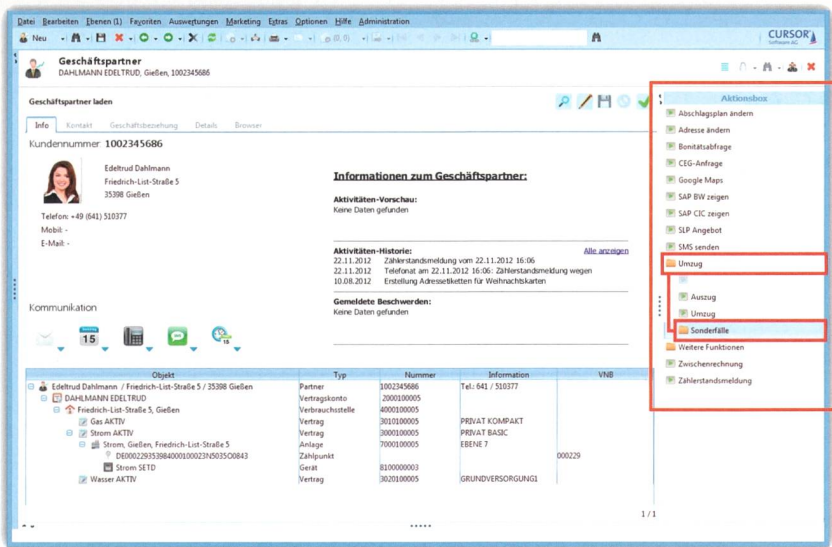 Datei Bearbeiten Ebenen (1) Favoriten Auswertungen Marketing Extras Optionen Hilfe Administration
Neu
(0, 0)
CURSOR
Software AG
Geschäftspartner
DAHLMANN EDELTRUD, Gießen, 1002345686
Geschäftspartner laden
Info Kontakt Geschäftsbeziehung Details Browser
Kundennummer 1002345686
Edeltrud Dahlmann
Friedrich-List-Straße 5
35398 Gießen
Telefon: +49 (641) 510377
Mobil: -
E-Mail: -
Kommunikation
15
15
Informationen zum Geschäftspartner:
Aktivitäten-Vorschau:
Keine Daten gefunden
Aktivitäten-Historie: Alle anzeigen
22.11.2012 Zählerstandsmeldung vom 22.11.2012 16:06
22.11.2012 Telefonat am 22.11.2012 16:06: Zählerstandsmeldung wegen
10.08.2012 Erstellung Adressetiketten für Weihnachtskarten
Gemeldete Beschwerden:
Keine Daten gefunden
Objekt Typ Nummer Information VNB
Edeltrud Dahlmann / Friedrich-List-Straße 5 / 35398 Gießen Partner 1002345686 Tel.: 641 / 510377
DAHLMANN EDELTRUD Vertragskonto 2000100005
Friedrich-List-Straße 5, Gießen Verbrauchsstelle 4000100005
Gas AKTIV Vertrag 3010100005 PRIVAT KOMPAKT
Strom AKTIV Vertrag 3000100005 PRIVAT BASIC
Strom, Gießen, Friedrich-List-Straße 5 Anlage 7000100005 EBENE 7
DE000229353984000100023N5035O0843 Zählpunkt 000229
Strom SETD Gerät 8100000003
Wasser AKTIV Vertrag 3020100005 GRUNDVERSORGUNG1
1 / 1
Aktionsbox
Abschlagsplan ändern
Adresse ändern
Bonitätsabfrage
CEG-Anfrage
Google Maps
SAP BW zeigen
SAP CIC zeigen
SLP Angebot
SMS senden
Umzug
Auszug
Umzug
Sonderfälle
Weitere Funktionen
Zwischenrechnung
Zählerstandsmeldung